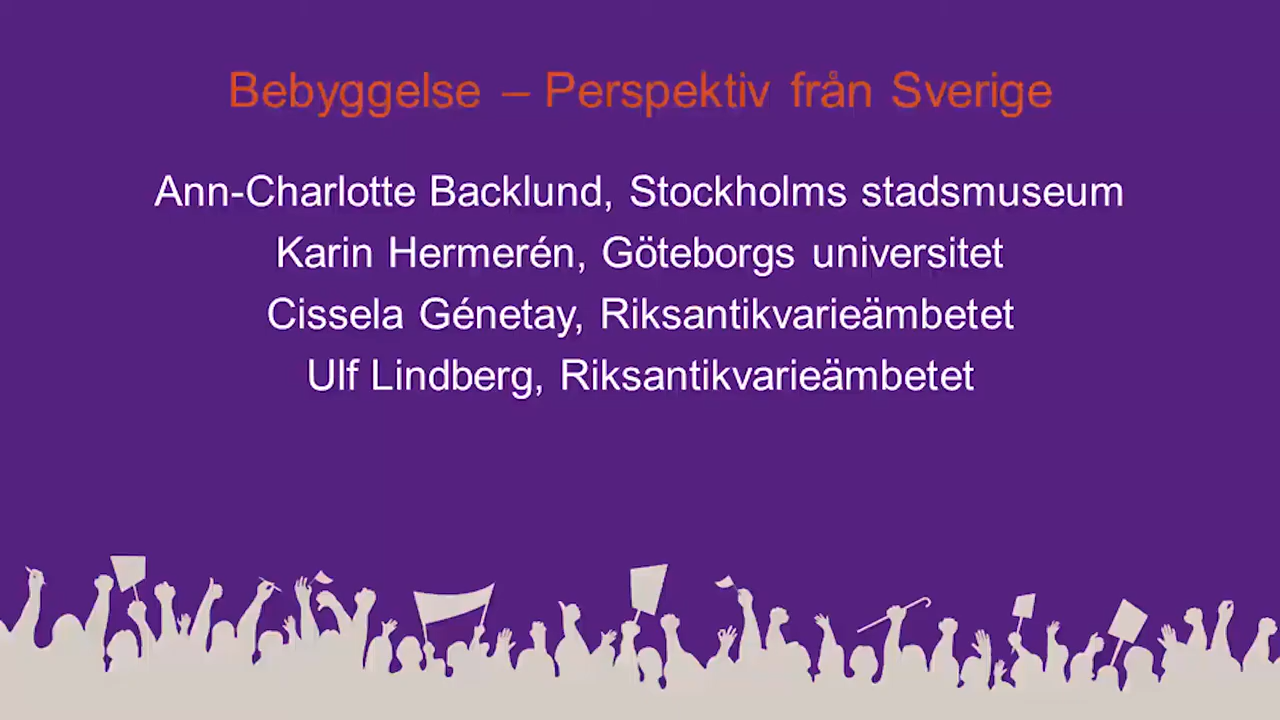 Bebyggelse – Perspektiv från Sverige
Ann-Charlotte Backlund, Stockholms stadsmuseum
Karin Hermerén, Göteborgs universitet
Cissela Génetay, Riksantikvarieämbetet
Ulf Lindberg, Riksantikvarieämbetet